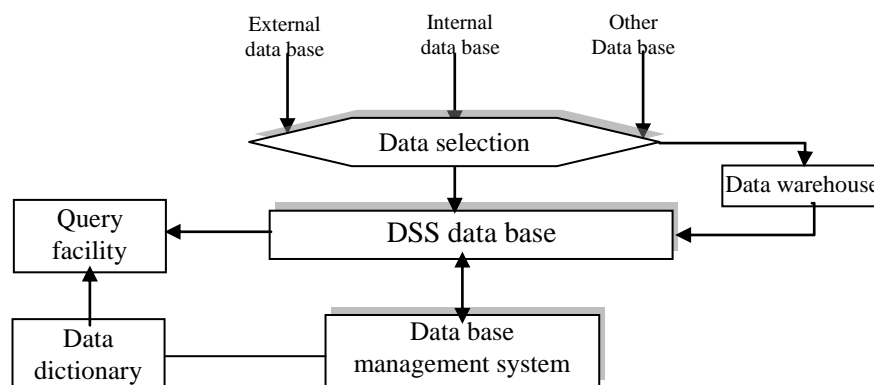 External
data base
Internal
data base
Other
Data base
Data selection
Data warehouse
Query
facility
DSS data base
Data
dictionary
Data base
management system